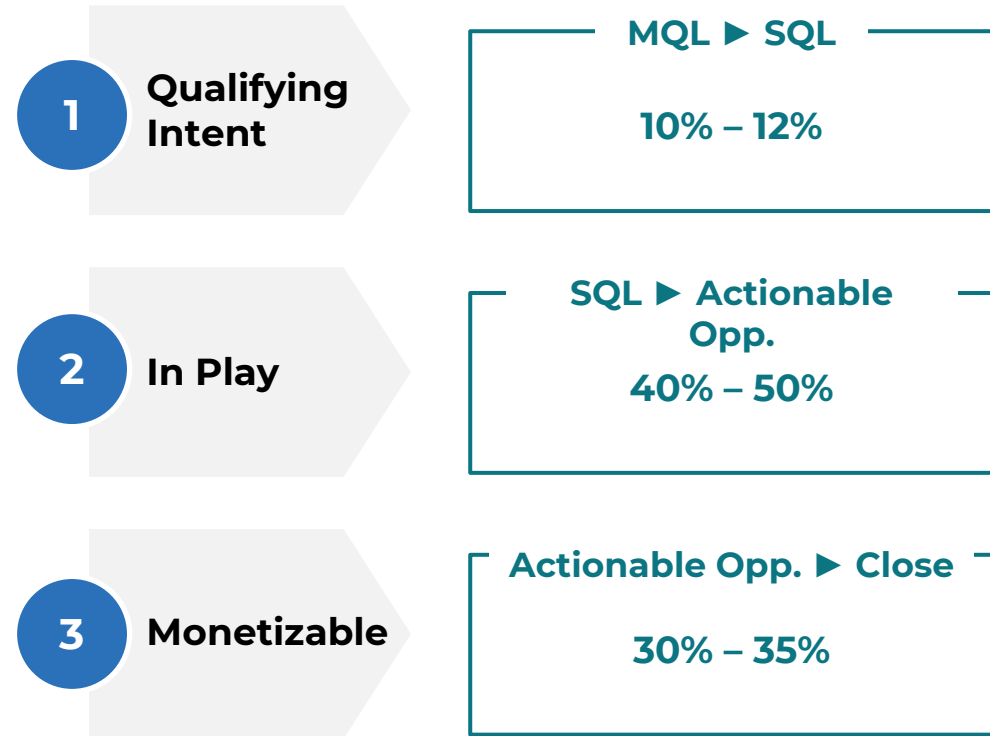 1
Qualifying
Intent
MQL ► SQL
10% – 12%
2
In Play
SQL ► Actionable
Opp.
40% – 50%
3
Monetizable
Actionable Opp. ► Close
30% – 35%